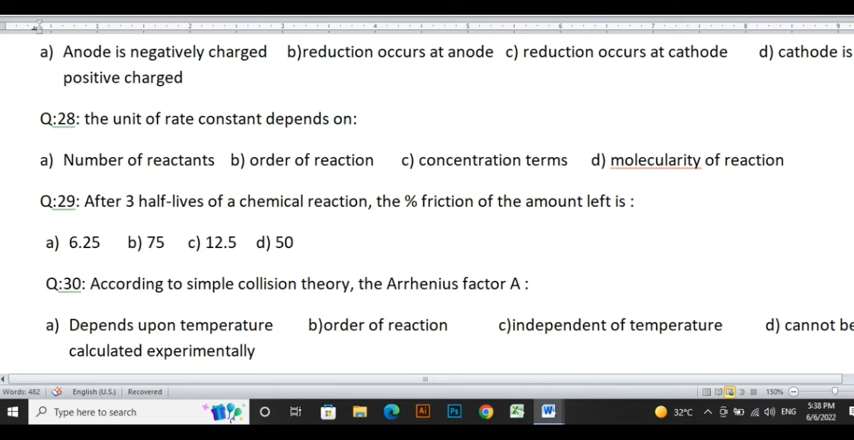 a) Anode is negatively charged b)reduction occurs at anode c) reduction occurs at cathode d) cathode is
positive charged
Q:28: the unit of rate constant depends on:
a) Number of reactants b) order of reaction c) concentration terms d) molecularity of reaction
Q:29: After 3 half-lives of a chemical reaction, the % friction of the amount left is :
a) 6.25 b) 75 c) 12.5 d) 50
Q:30: According to simple collision theory, the Arrhenius factor A :
a) Depends upon temperature b)order of reaction c)independent of temperature d) cannot be
calculated experimentally
Words: 482 English (U.S.) Recovered 150%
Type here to search Ai Ps W 32°C ENG 5:38 PM
6/6/2022